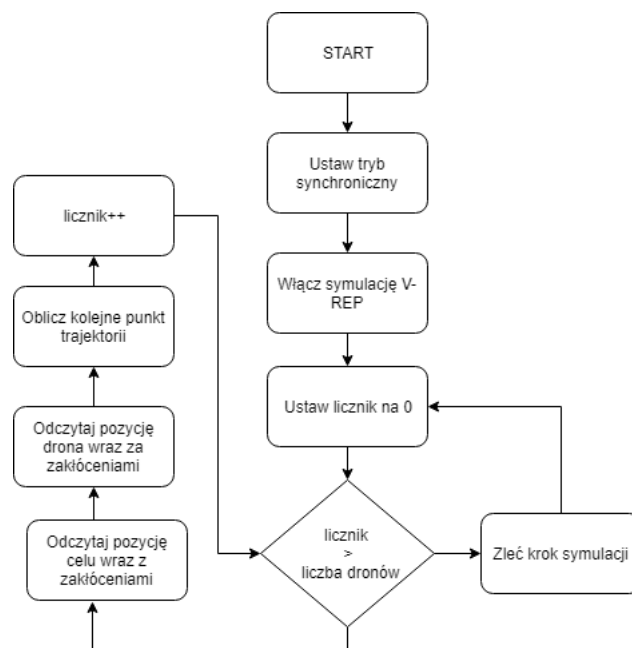 START
Ustaw tryb
synchroniczny
Włącz symulację V-
REP
Ustaw licznik na 0
licznik
>
liczba dronów
Zleć krok symulacji
licznik++
Oblicz kolejne punkt
trajektorii
Odczytaj pozycję
drona wraz za
zakłóceniami
Odczytaj pozycję
celu wraz z
zakłóceniami